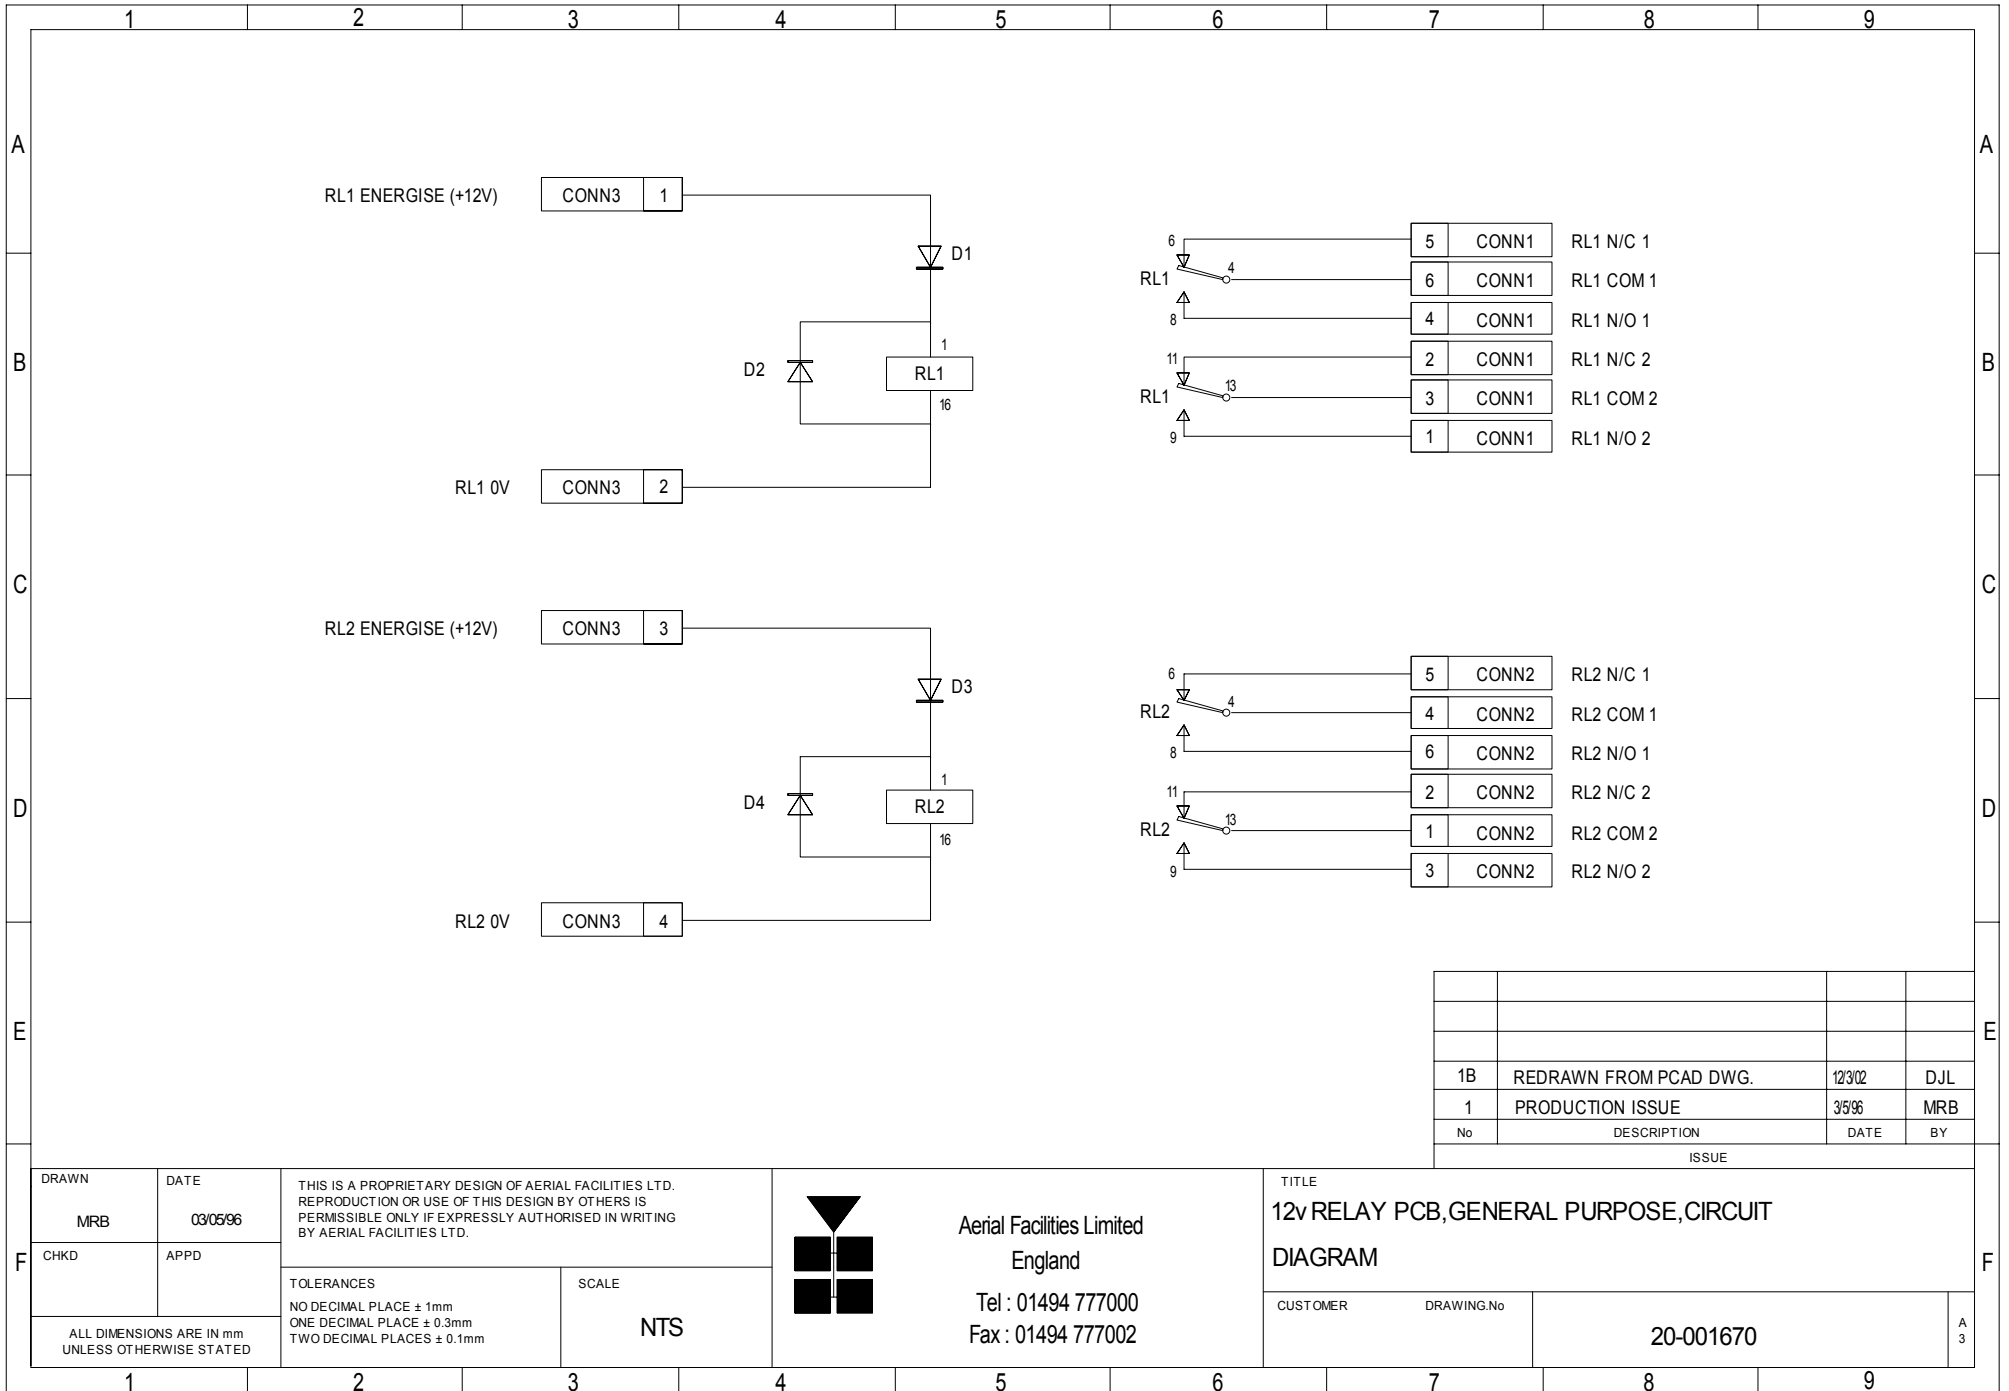 1 2 3 4 5 6 7 8 9
A A
RL1 ENERGISE (+12V) CONN3 1
D1
6 5 CONN1 RL1 N/C 1
RL1 4 6 CONN1 RL1 COM 1
8 4 CONN1 RL1 N/O 1
B B
D2 1
RL1
16
11 2 CONN1 RL1 N/C 2
RL1 13 3 CONN1 RL1 COM 2
9 1 CONN1 RL1 N/O 2
RL1 0V CONN3 2
C C
RL2 ENERGISE (+12V) CONN3 3
D3
6 5 CONN2 RL2 N/C 1
RL2 4 4 CONN2 RL2 COM 1
8 6 CONN2 RL2 N/O 1
D D
D4 1
RL2
16
11 2 CONN2 RL2 N/C 2
RL2 13 1 CONN2 RL2 COM 2
9 3 CONN2 RL2 N/O 2
RL2 0V CONN3 4
E E
1B REDRAWN FROM PCAD DWG. 12/3/02 DJL
1 PRODUCTION ISSUE 3/5/96 MRB
No DESCRIPTION DATE BY
ISSUE
F F
DRAWN DATE
MRB 03/05/96
CHKD APPD
ALL DIMENSIONS ARE IN mm
UNLESS OTHERWISE STATED
THIS IS A PROPRIETARY DESIGN OF AERIAL FACILITIES LTD.
REPRODUCTION OR USE OF THIS DESIGN BY OTHERS IS
PERMISSIBLE ONLY IF EXPRESSLY AUTHORISED IN WRITING
BY AERIAL FACILITIES LTD.
TOLERANCES
NO DECIMAL PLACE ± 1mm
ONE DECIMAL PLACE ± 0.3mm
TWO DECIMAL PLACES ± 0.1mm
SCALE
NTS
Aerial Facilities Limited
England
Tel : 01494 777000
Fax : 01494 777002
TITLE
12v RELAY PCB,GENERAL PURPOSE,CIRCUIT
DIAGRAM
CUSTOMER DRAWING.No
20-001670
A
3
1 2 3 4 5 6 7 8 9